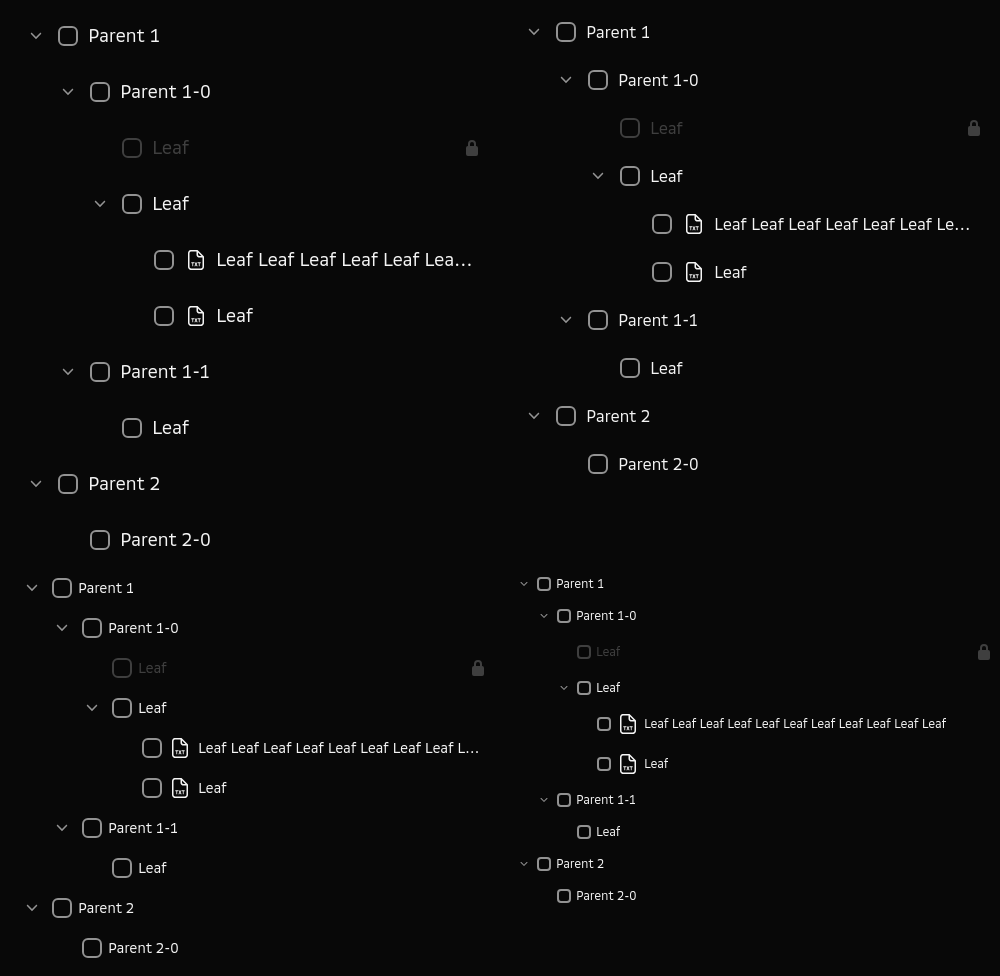 Parent 1
Parent 1-0
Leaf
Leaf
TXT Leaf Leaf Leaf Leaf Leaf Lea...
TXT Leaf
Parent 1-1
Leaf
Parent 2
Parent 2-0
Parent 1
Parent 1-0
Leaf
Leaf
TXT Leaf Leaf Leaf Leaf Leaf Leaf Le...
TXT Leaf
Parent 1-1
Leaf
Parent 2
Parent 2-0
Parent 1
Parent 1-0
Leaf
Leaf
TXT Leaf Leaf Leaf Leaf Leaf Leaf Leaf Leaf L...
TXT Leaf
Parent 1-1
Leaf
Parent 2
Parent 2-0
Parent 1
Parent 1-0
Leaf
Leaf
TXT Leaf Leaf Leaf Leaf Leaf Leaf Leaf Leaf Leaf Leaf Leaf
TXT Leaf
Parent 1-1
Leaf
Parent 2
Parent 2-0